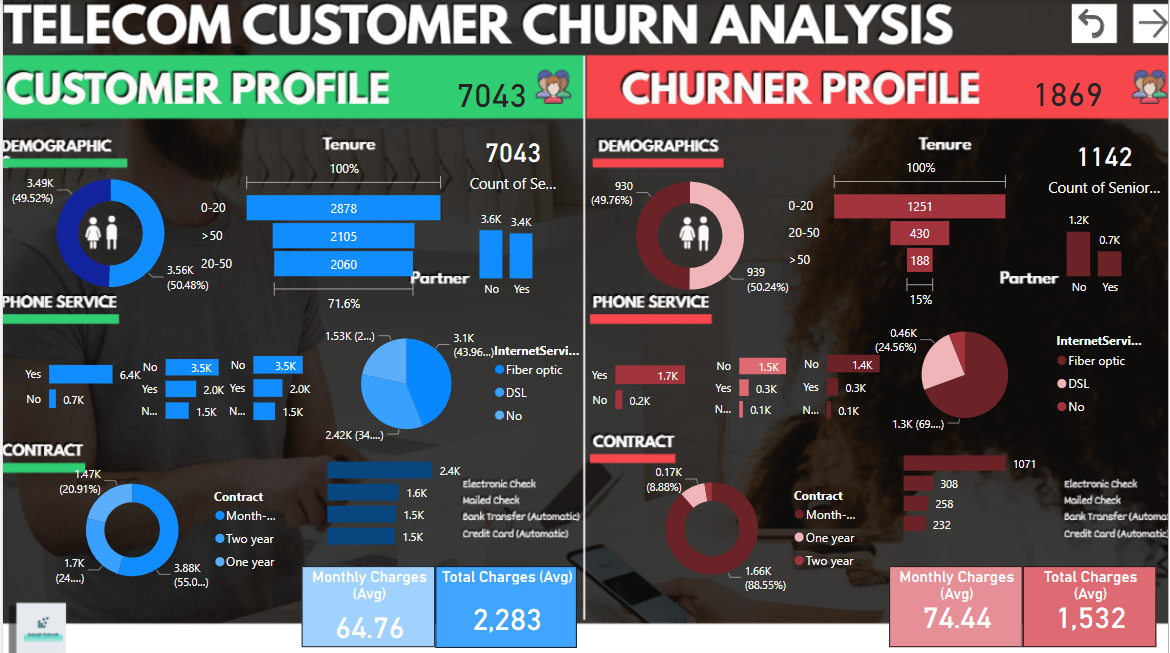 TELECOM CUSTOMER CHURN ANALYSIS
CUSTOMER PROFILE
7043
DEMOGRAPHIC
3.49K
(49.52%)
3.56K
(50.48%)
Tenure
100%
0-20
2878
>50
2105
20-50
2060
71.6%
7043
Count of Se...
3.6K
3.4K
No
Yes
Partner
PHONE SERVICE
Yes
6.4K
No
0.7K
No
3.5K
Yes
2.0K
N...
1.5K
No
3.5K
Yes
2.0K
N...
1.5K
1.53K (2...)
3.1K
(43.96...)
2.42K (34....)
InternetServi...
Fiber optic
DSL
No
CONTRACT
1.47K
(20.91%)
1.7K
(24....)
3.88K
(55.0...)
Contract
Month-...
Two year
One year
2.4K
1.6K
1.5K
1.5K
Electronic Check
Mailed Check
Bank Transfer (Automatic)
Credit Card (Automatic)
Monthly Charges
(Avg)
64.76
Total Charges (Avg)
2,283
CHURNER PROFILE
1869
DEMOGRAPHICS
930
(49.76%)
939
(50.24%)
Tenure
100%
0-20
1251
20-50
430
>50
188
15%
1142
Count of Senior...
1.2K
0.7K
No
Yes
Partner
PHONE SERVICE
Yes
1.7K
No
0.2K
No
1.5K
Yes
0.3K
N...
0.1K
No
1.4K
Yes
0.3K
N...
0.1K
0.46K
(24.56%)
1.3K (69....)
InternetServi...
Fiber optic
DSL
No
CONTRACT
0.17K
(8.88%)
1.66K
(88.55%)
Contract
Month-...
One year
Two year
1071
308
258
232
Electronic Check
Mailed Check
Bank Transfer (Automa
Credit Card (Automatic)
Monthly Charges
(Avg)
74.44
Total Charges
(Avg)
1,532